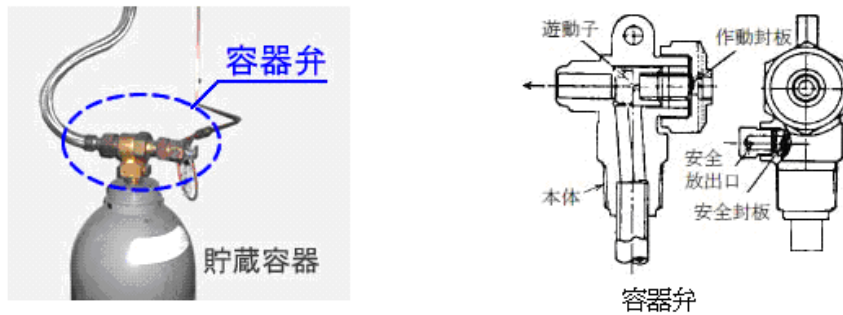 容器弁
貯蔵容器
遊動子
作動封板
安全
放出口
本体
安全封板
容器弁